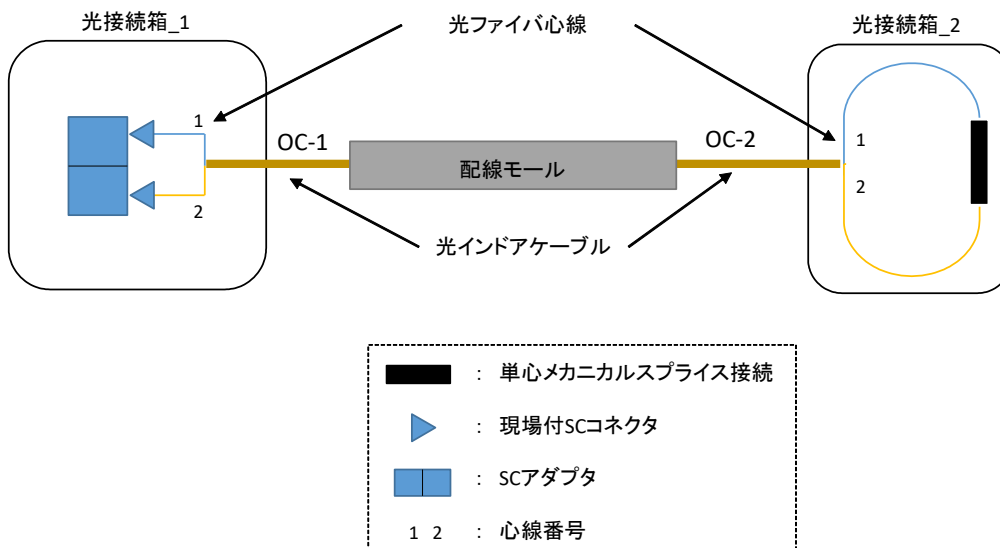 光接続箱_1
光ファイバ心線
光接続箱_2
1
2
OC-1
配線モール
OC-2
1
2
光インドアケーブル
： 単心メカニカルスプライス接続
： 現場付SCコネクタ
： SCアダプタ
1 2 ： 心線番号